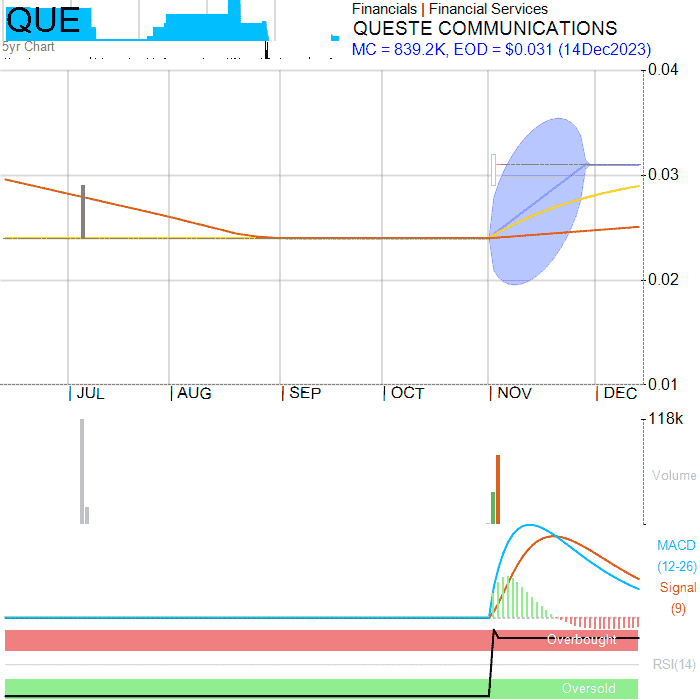 QUE
Financials | Financial Services
QUESTE COMMUNICATIONS
5yr Chart
MC = 839.2K, EOD = $0.031 (14Dec2023)
0.04
0.03
0.02
0.01
| JUL | AUG | SEP | OCT | NOV | DEC
118k
Volume
MACD
(12-26)
Signal
(9)
Overbought
RSI(14)
Oversold